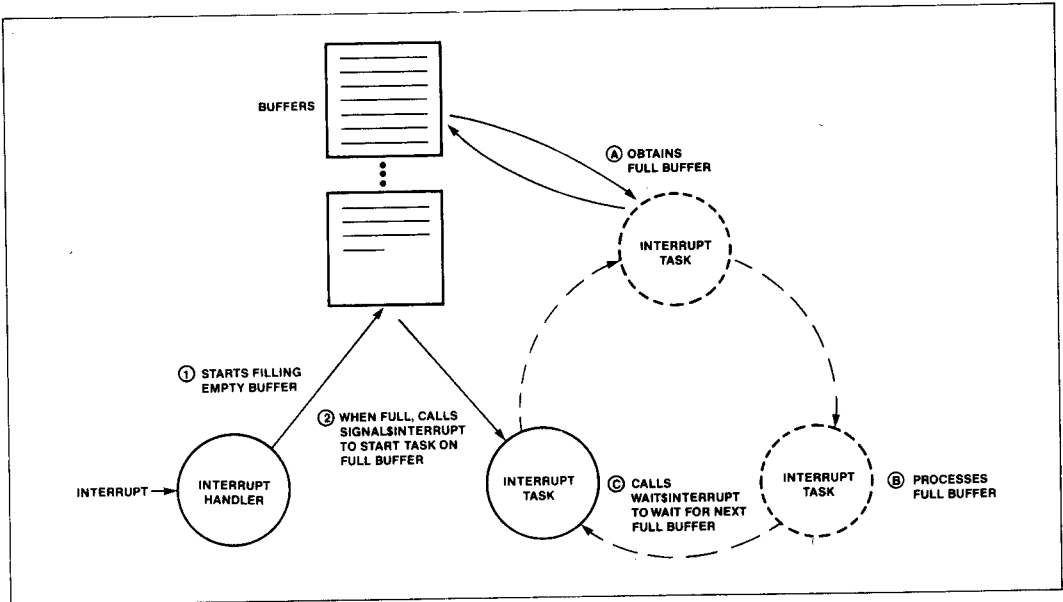 BUFFERS
Ⓐ OBTAINS
FULL BUFFER
INTERRUPT
TASK
① STARTS FILLING
EMPTY BUFFER
② WHEN FULL, CALLS
SIGNAL$INTERRUPT
TO START TASK ON
FULL BUFFER
INTERRUPT
INTERRUPT
HANDLER
INTERRUPT
TASK
Ⓒ CALLS
WAIT$INTERRUPT
TO WAIT FOR NEXT
FULL BUFFER
INTERRUPT
TASK
Ⓑ PROCESSES
FULL BUFFER